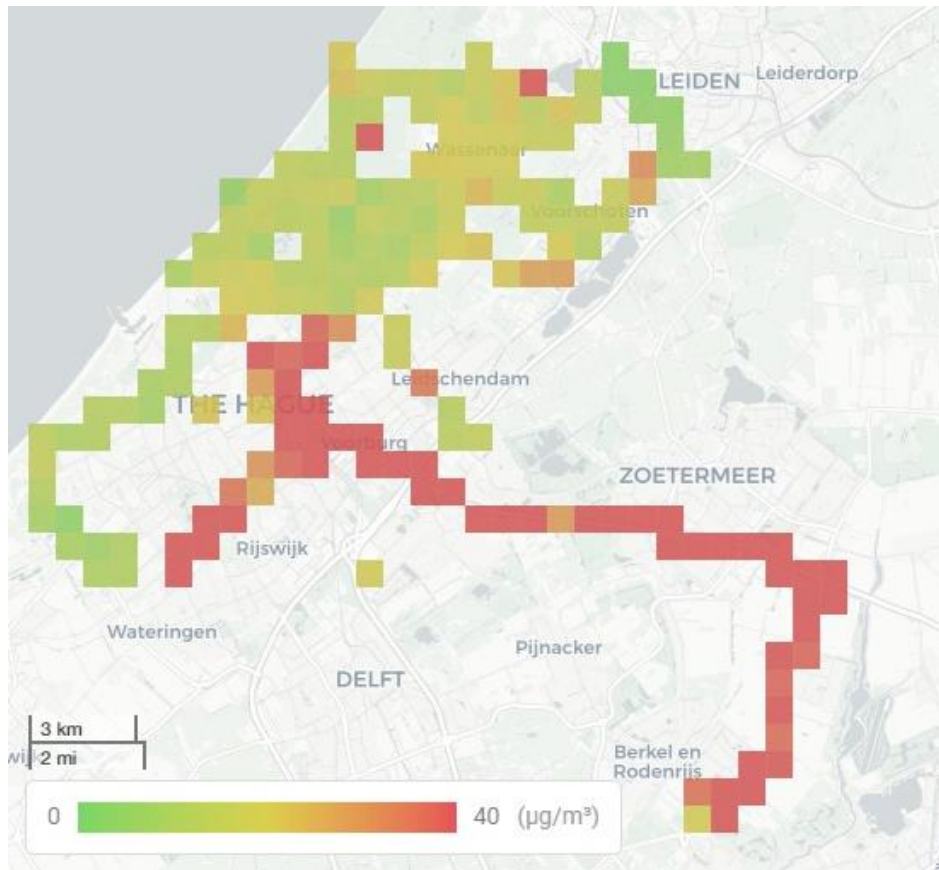 LEIDEN
Leiderdorp
Wassenaar
Voorschoten
Leidschendam
THE HAGUE
Voorburg
ZOETERMEER
Rijswijk
Wateringen
Pijnacker
DELFT
3 km
2 mi
Berkel en
Rodenrijs
0
40 (μg/m³)